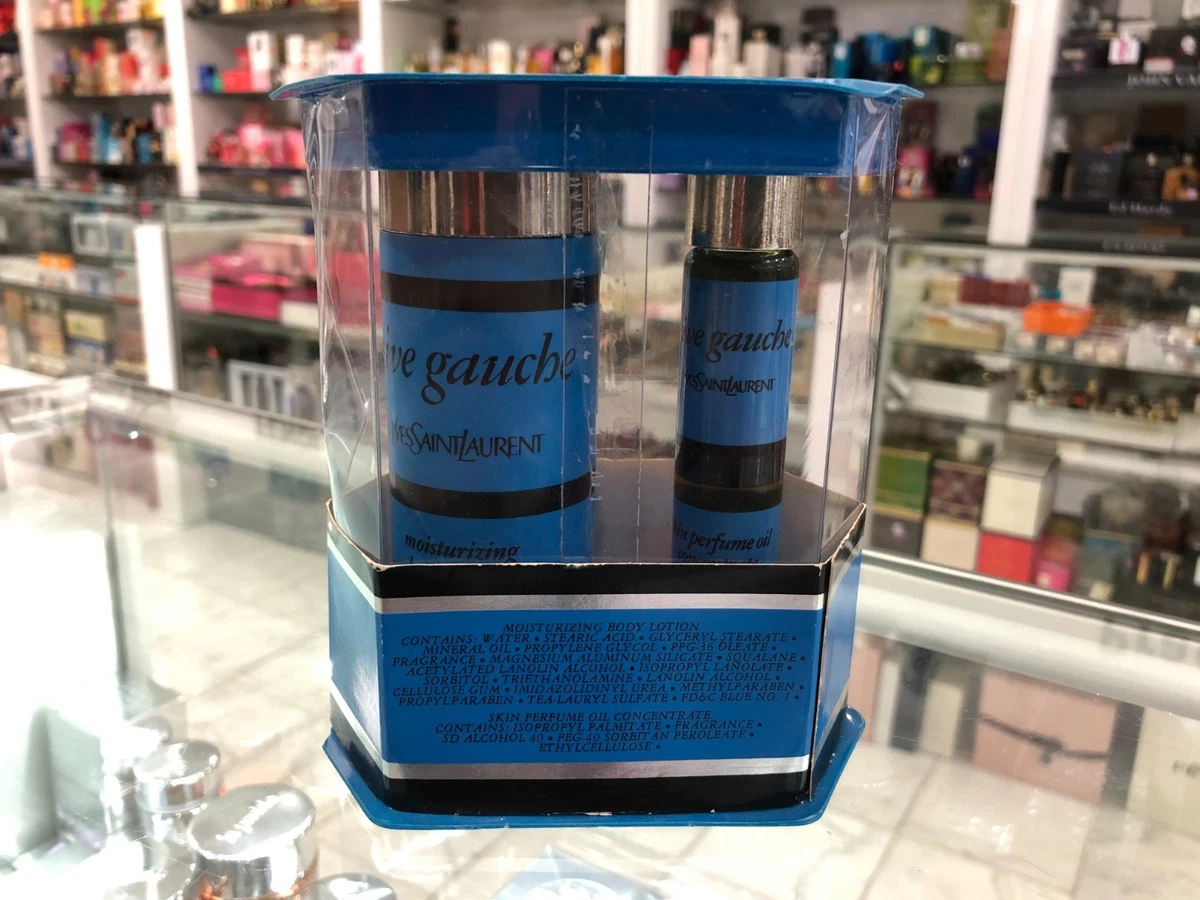 ive gauche
YVESSAINTLAURENT
moisturizing
ive gauche
YVESSAINTLAURENT
skin perfume oil
MOISTURIZING BODY LOTION
CONTAINS: WATER • STEARIC ACID • GLYCERYL STEARATE •
MINERAL OIL • PROPYLENE GLYCOL • PPG-36 OLEATE •
FRAGRANCE • MAGNESIUM ALUMINUM SILICATE • SQUALANE •
ACETYLATED LANOLIN ALCOHOL • ISOPROPYL LANOLATE •
SORBITOL • TRIETHANOLAMINE • LANOLIN ALCOHOL •
CELLULOSE GUM • IMIDAZOLIDINYL UREA • METHYLPARABEN •
PROPYLPARABEN • TEA-LAURYL SULFATE • FD&C BLUE NO. 1 •
SKIN PERFUME OIL CONCENTRATE
CONTAINS: ISOPROPYL PALMITATE • FRAGRANCE •
SD ALCOHOL 40 • PEG-40 SORBITAN PEROLEATE •
ETHYLCELLULOSE •